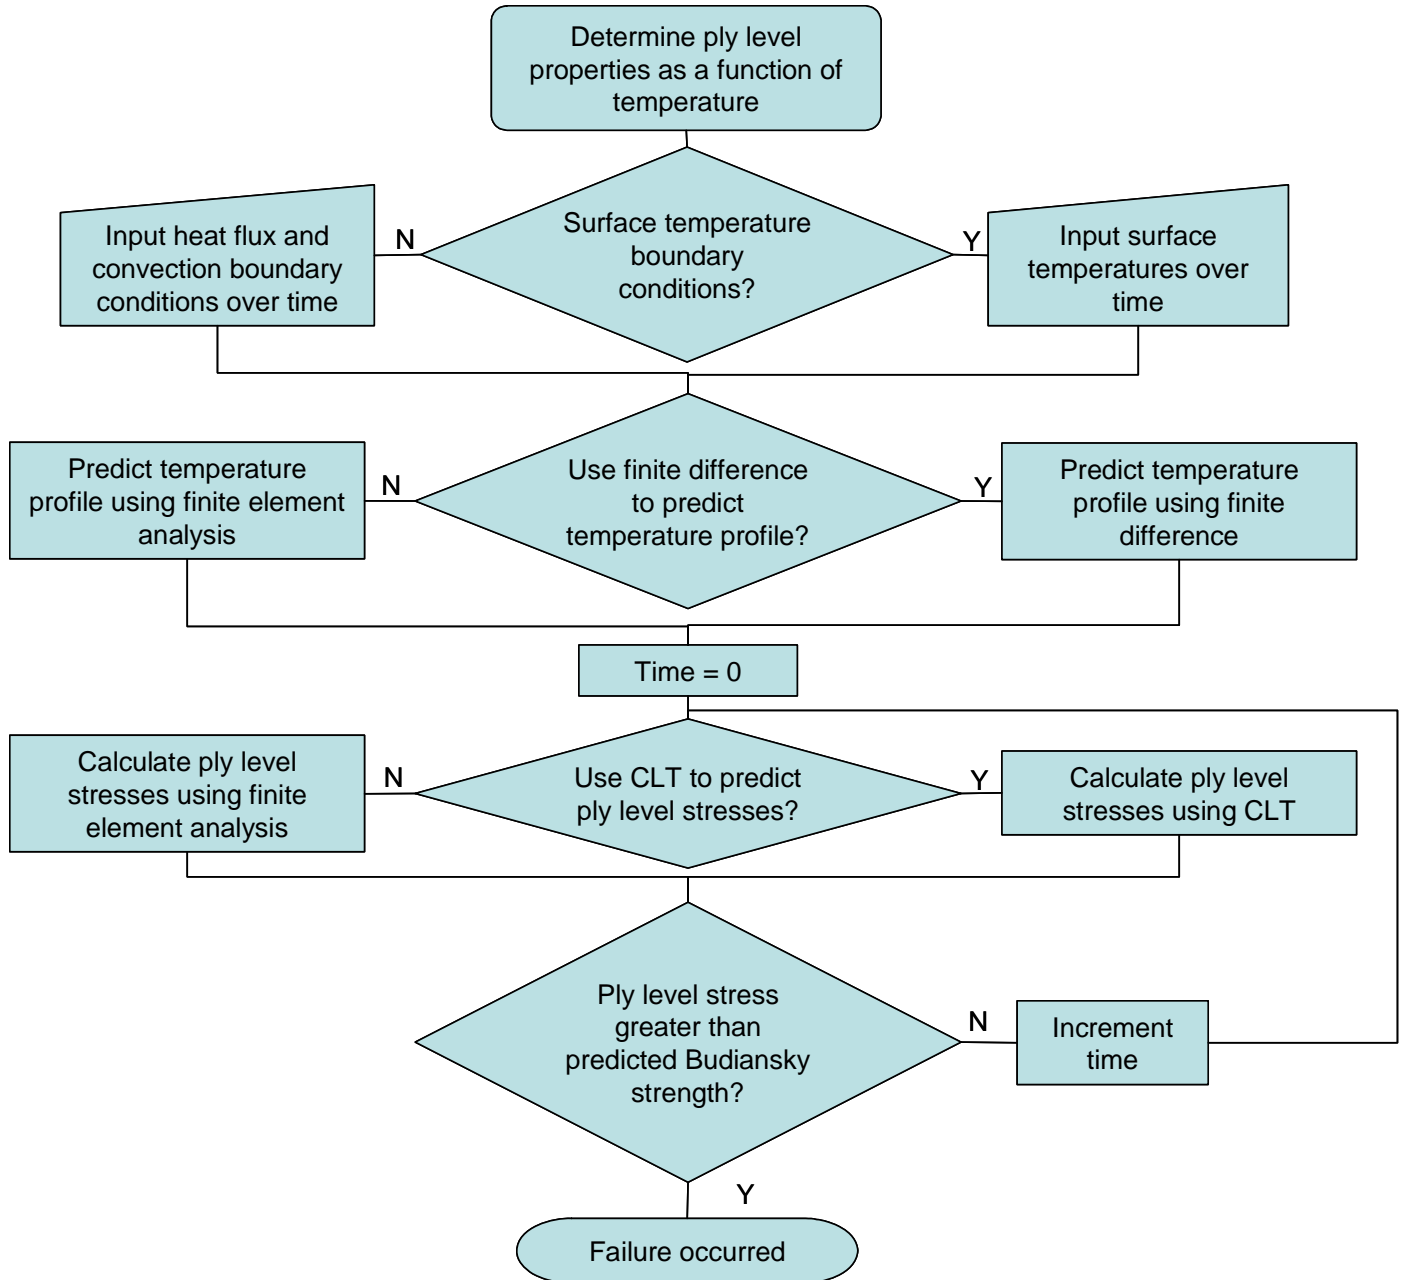 Determine ply level
properties as a function of
temperature
Input heat flux and
convection boundary
conditions over time
N
Surface temperature
boundary
conditions?
Y
Input surface
temperatures over
time
Predict temperature
profile using finite element
analysis
N
Use finite difference
to predict
temperature profile?
Y
Predict temperature
profile using finite
difference
Time = 0
Calculate ply level
stresses using finite
element analysis
N
Use CLT to predict
ply level stresses?
Y
Calculate ply level
stresses using CLT
Ply level stress
greater than
predicted Budiansky
strength?
N
Increment
time
Y
Failure occurred